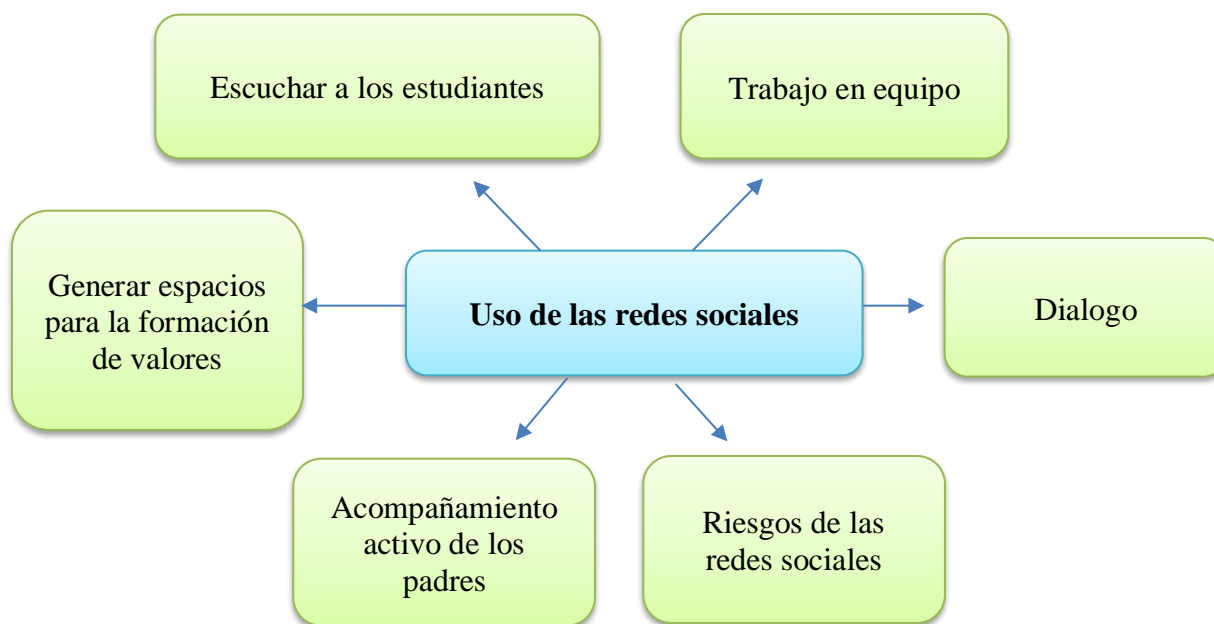 Escuchar a los estudiantes
Trabajo en equipo
Generar espacios
para la formación
de valores
Uso de las redes sociales
Dialogo
Acompañamiento
activo de los
padres
Riesgos de las
redes sociales